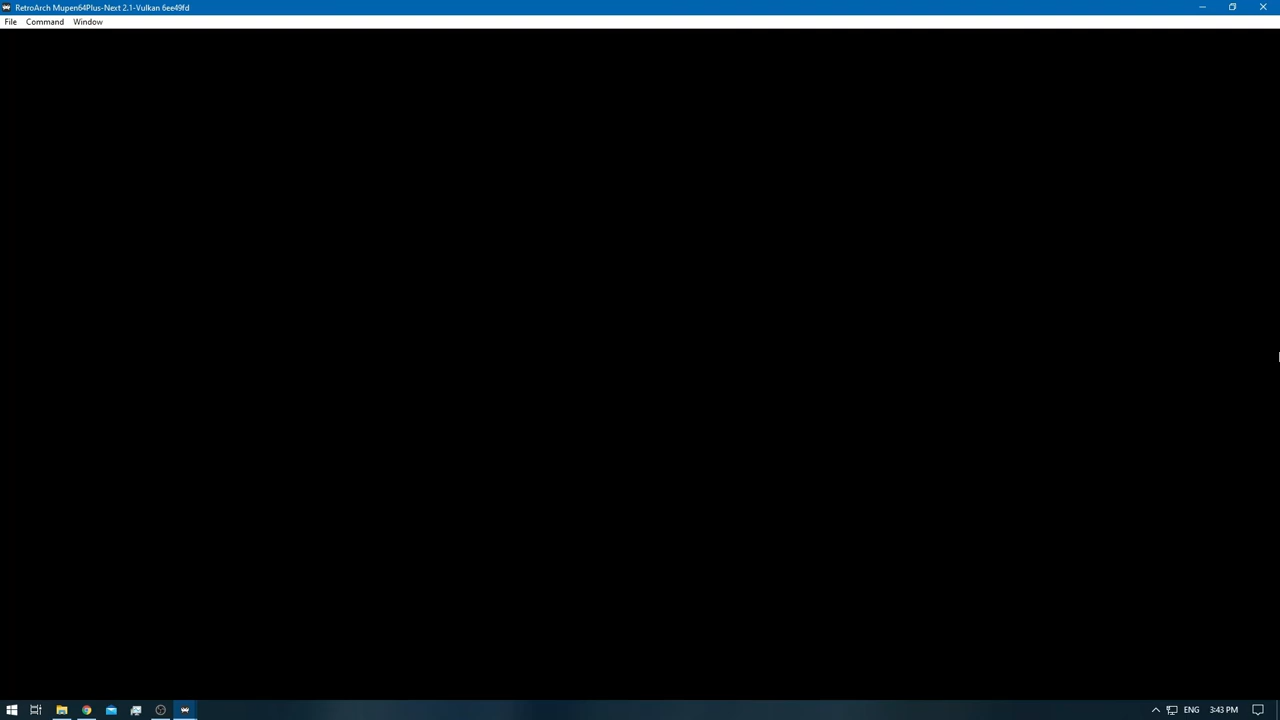 RetroArch Mupen64Plus-Next 2.1-Vulkan 6ee49fd
File Command Window
ENG 3:43 PM